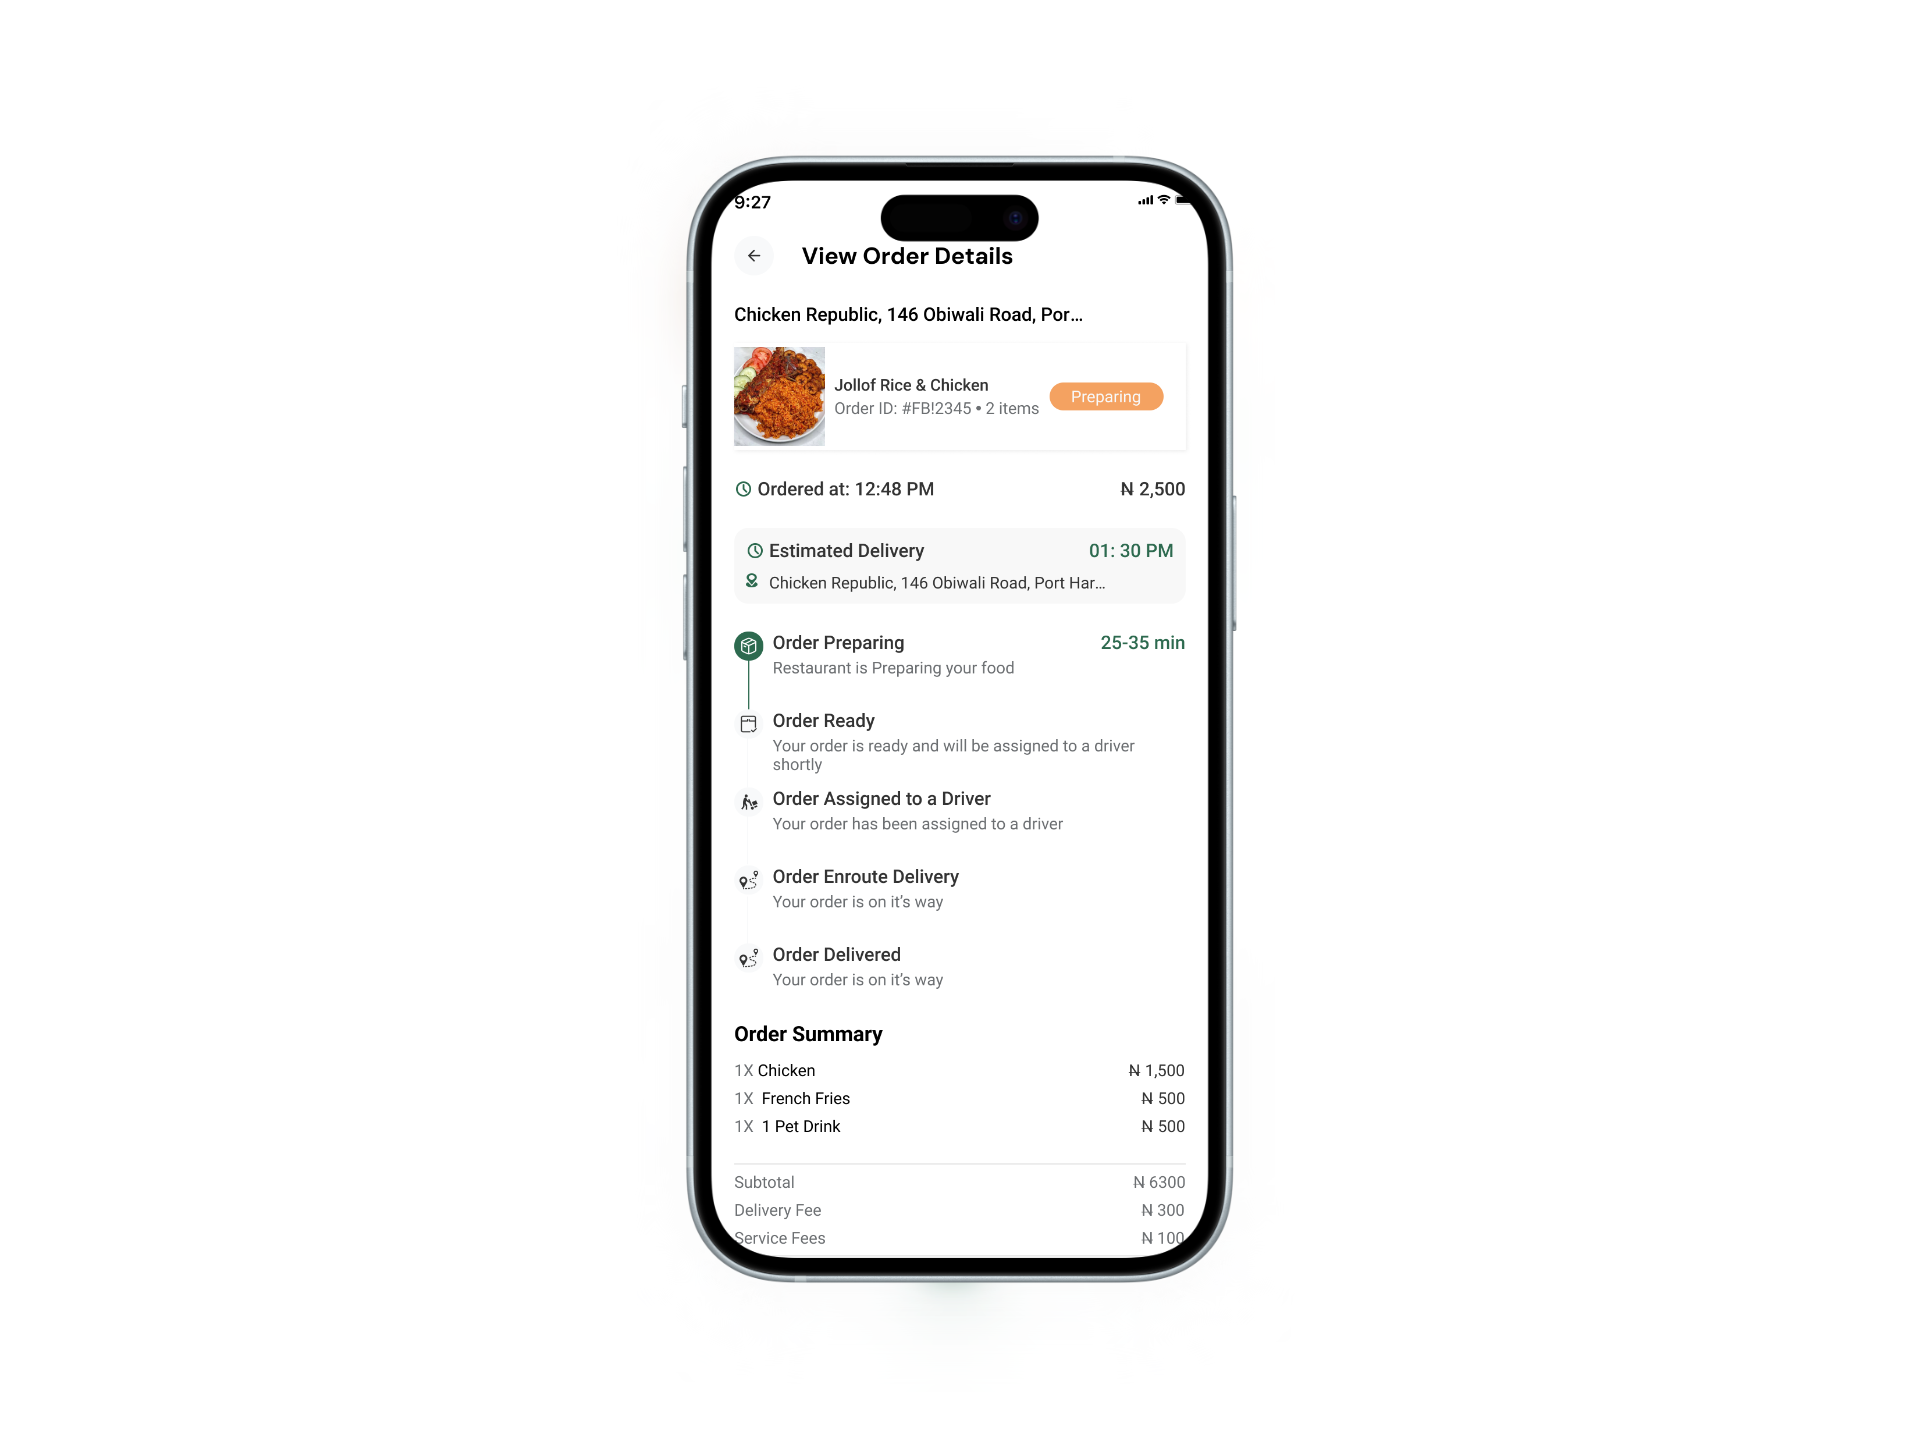 9:27
View Order Details
Chicken Republic, 146 Obiwali Road, Por...
Jollof Rice & Chicken
Order ID: #FB!2345 • 2 items
Preparing
Ordered at: 12:48 PM
₦ 2,500
Estimated Delivery
01: 30 PM
Chicken Republic, 146 Obiwali Road, Port Har...
Order Preparing
25-35 min
Restaurant is Preparing your food
Order Ready
Your order is ready and will be assigned to a driver
shortly
Order Assigned to a Driver
Your order has been assigned to a driver
Order Enroute Delivery
Your order is on it's way
Order Delivered
Your order is on it's way
Order Summary
1X Chicken
₦ 1,500
1X French Fries
₦ 500
1X 1 Pet Drink
₦ 500
Subtotal
₦ 6300
Delivery Fee
₦ 300
Service Fees
₦ 100